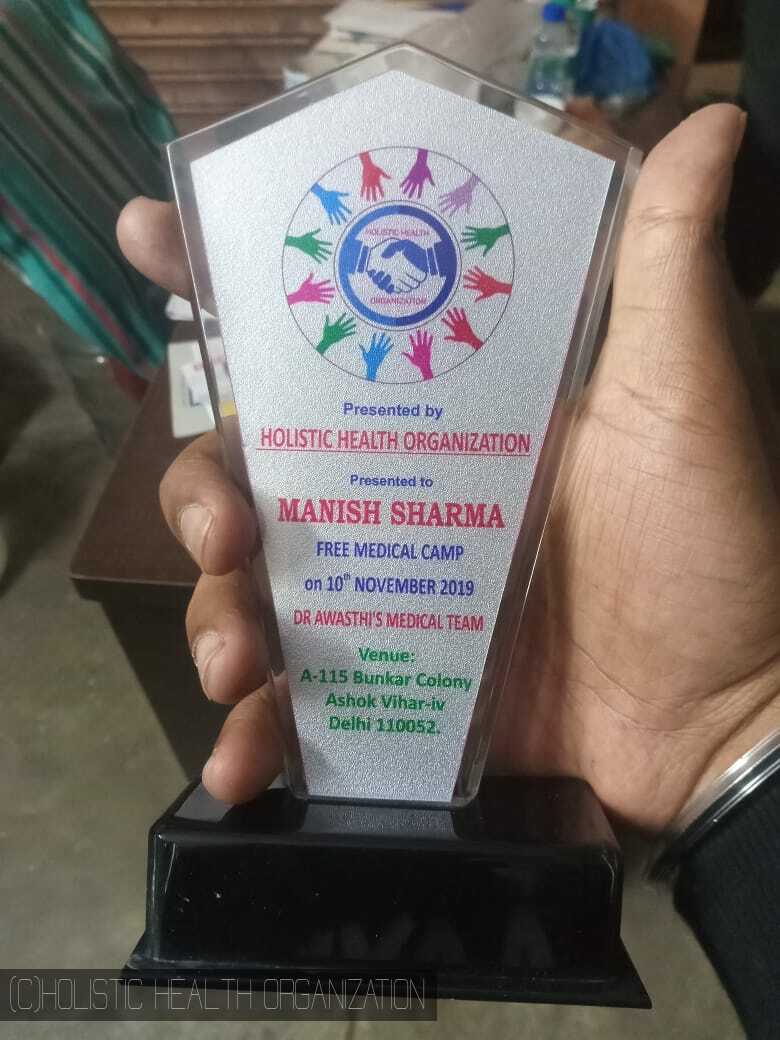 HOLISTIC HEALTH
ORGANIZATION
Presented by
HOLISTIC HEALTH ORGANIZATION
Presented to
MANISH SHARMA
FREE MEDICAL CAMP
on 10th NOVEMBER 2019
DR AWASTHI'S MEDICAL TEAM
Venue:
A-115 Bunkar Colony
Ashok Vihar-iv
Delhi 110052.
(C)HOLISTIC HEALTH ORGANZATION